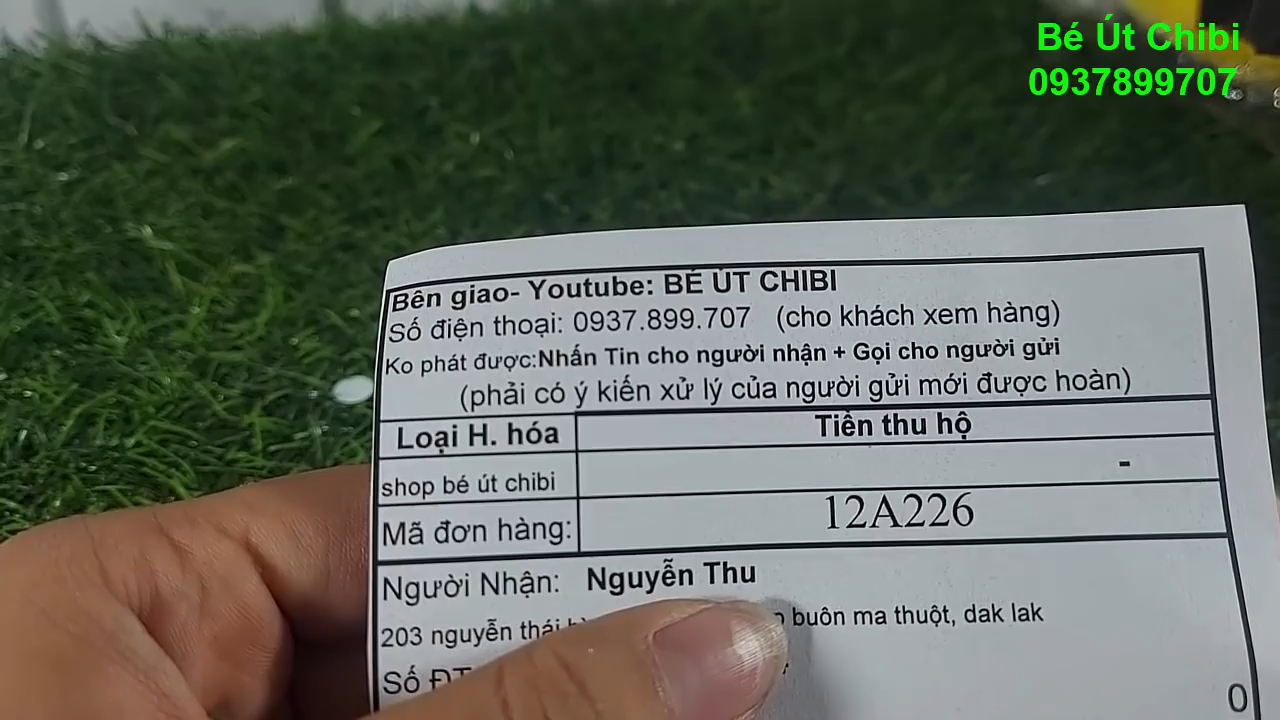 Bé Út Chibi
0937899707
Bên giao- Youtube: BÉ ÚT CHIBI
Số điện thoại: 0937.899.707 (cho khách xem hàng)
Ko phát được:Nhấn Tin cho người nhận + Gọi cho người gửi
(phải có ý kiến xử lý của người gửi mới được hoàn)
Loại H. hóa Tiền thu hộ
shop bé út chibi -
Mã đơn hàng: 12A226
Người Nhận: Nguyễn Thu
203 nguyễn thái buôn ma thuột, dak lak
Số ĐT
0